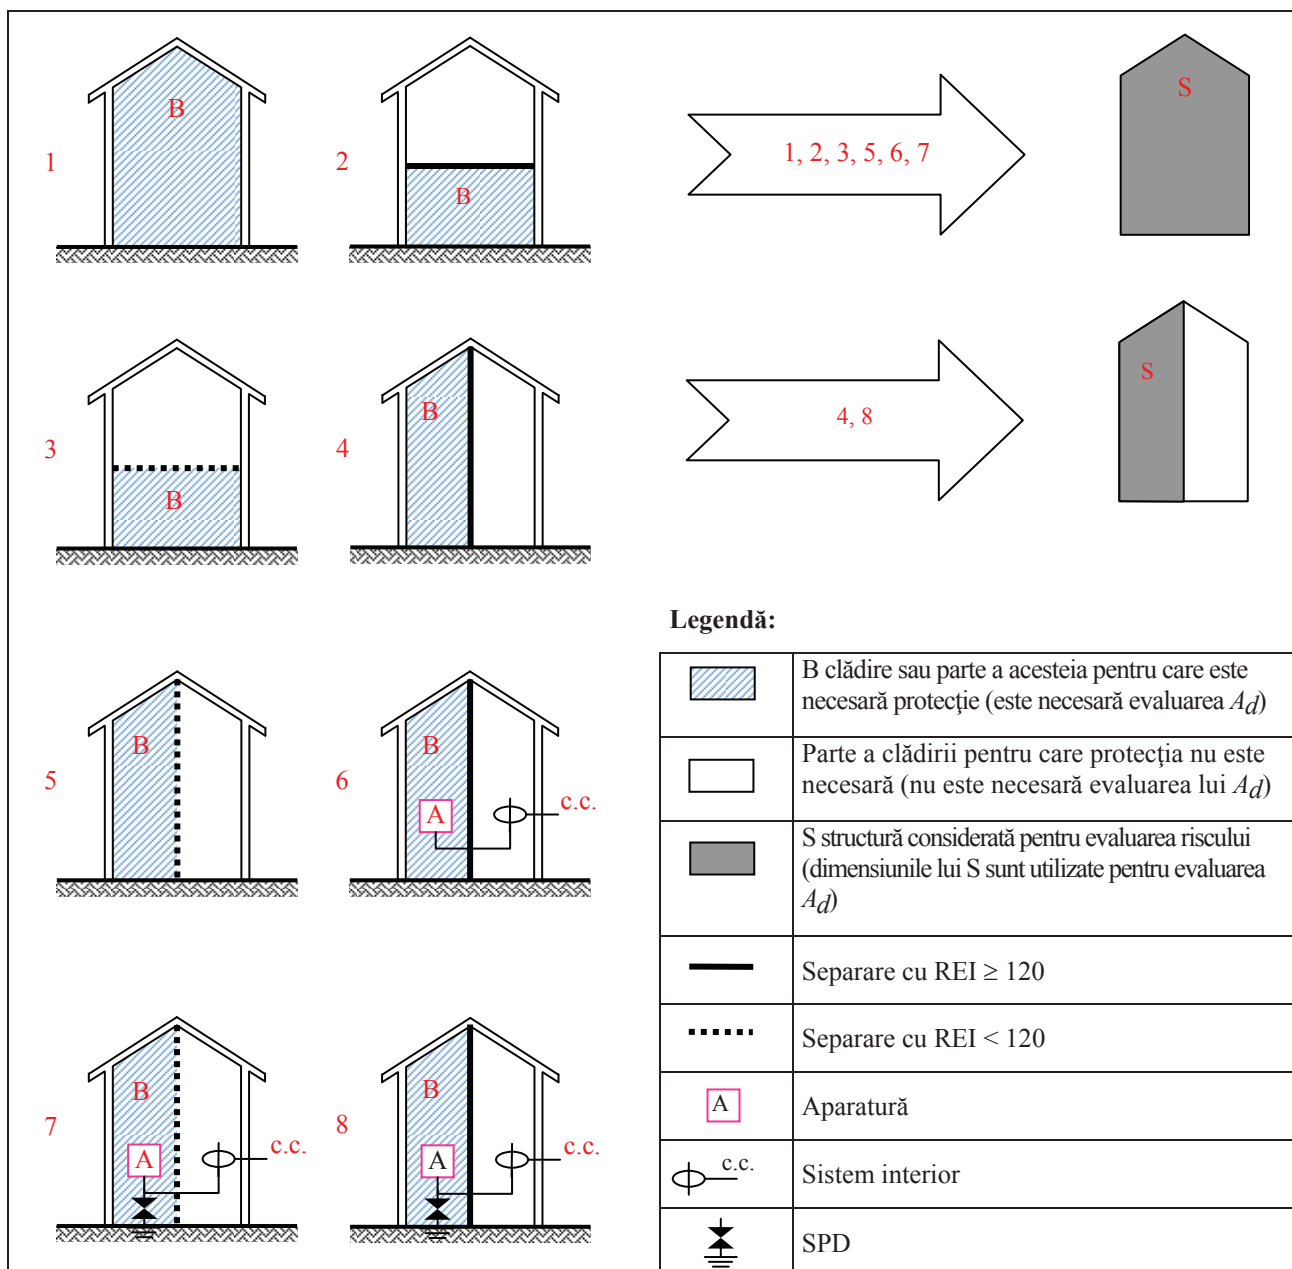 B
1
B
2
1, 2, 3, 5, 6, 7
S
B
3
B
4
4, 8
S
Legendă:
B clădire sau parte a acesteia pentru care este
necesară protecţie (este necesară evaluarea Ad)
Parte a clădirii pentru care protecţia nu este
necesară (nu este necesară evaluarea lui Ad)
S structură considerată pentru evaluarea riscului
(dimensiunile lui S sunt utilizate pentru evaluarea
Ad)
Separare cu REI ≥ 120
Separare cu REI < 120
A Aparatură
c.c. Sistem interior
SPD
B
5
B
6
A
c.c.
B
7
A
c.c.
B
8
A
c.c.